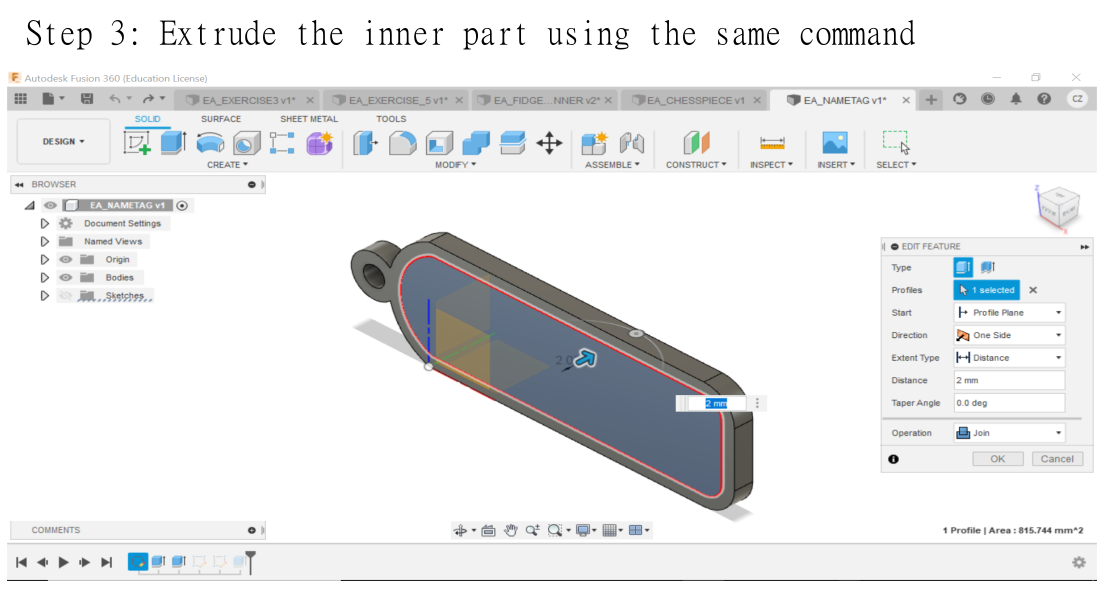 Step 3: Extrude the inner part using the same command
Autodesk Fusion 360 (Education License)
EA_EXERCISE3 v1*
EA_EXERCISE_5 v1*
EA_FIDGE...NNER v2*
EA_CHESSPIECE v1
EA_NAMETAG v1*
CZ
SOLID SURFACE SHEET METAL TOOLS
DESIGN
CREATE MODIFY ASSEMBLE CONSTRUCT INSPECT INSERT SELECT
BROWSER
EA_NAMETAG v1
Document Settings
Named Views
Origin
Bodies
Sketches
Z
X
2.0
2 mm
EDIT FEATURE
Type
Profiles 1 selected
Start Profile Plane
Direction One Side
Extent Type Distance
Distance 2 mm
Taper Angle 0.0 deg
Operation Join
OK Cancel
COMMENTS
1 Profile | Area : 815.744 mm^2